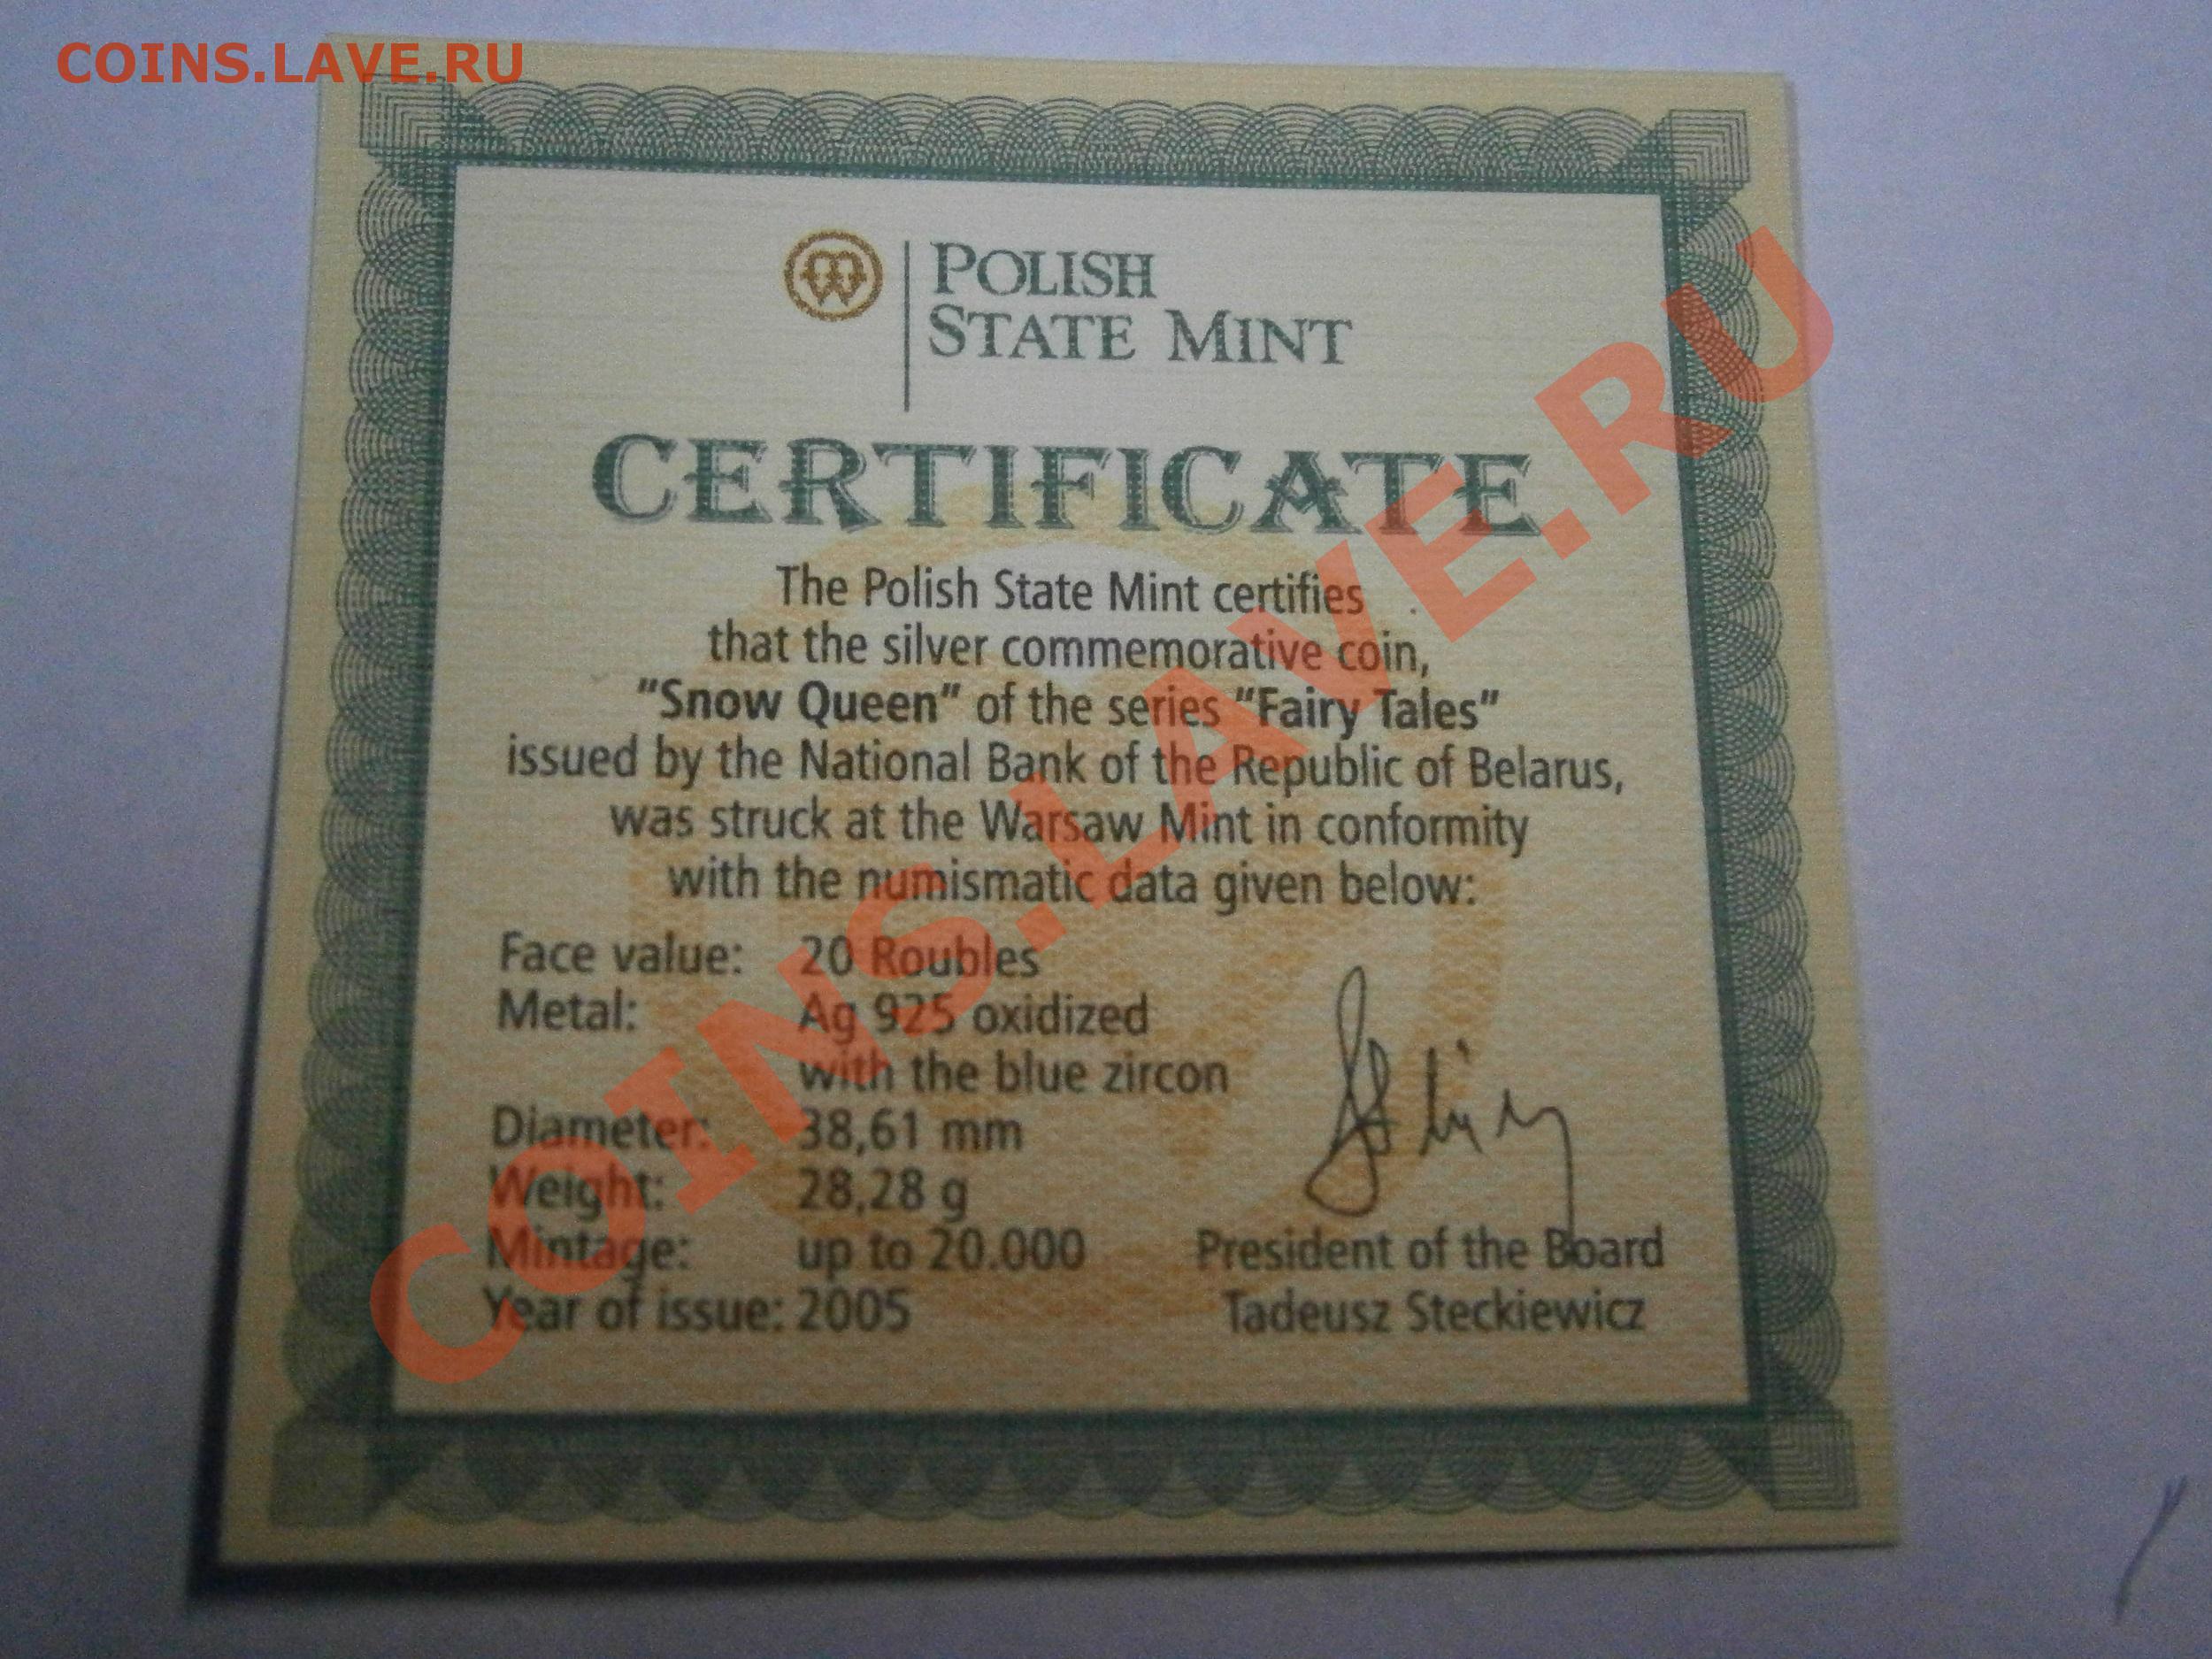 COINS.LAVE.RU
POLISH
STATE MINT
CERTIFICATE
The Polish State Mint certifies
that the silver commemorative coin,
"Snow Queen" of the series "Fairy Tales"
issued by the National Bank of the Republic of Belarus,
was struck at the Warsaw Mint in conformity
with the numismatic data given below:
Face value: 20 Roubles
Metal: Ag 925 oxidized
with the blue zircon
Diameter: 38,61 mm
Weight: 28,28 g
Mintage: up to 20.000
Year of issue: 2005
President of the Board
Tadeusz Steckiewicz
COINS.LAVE.RU